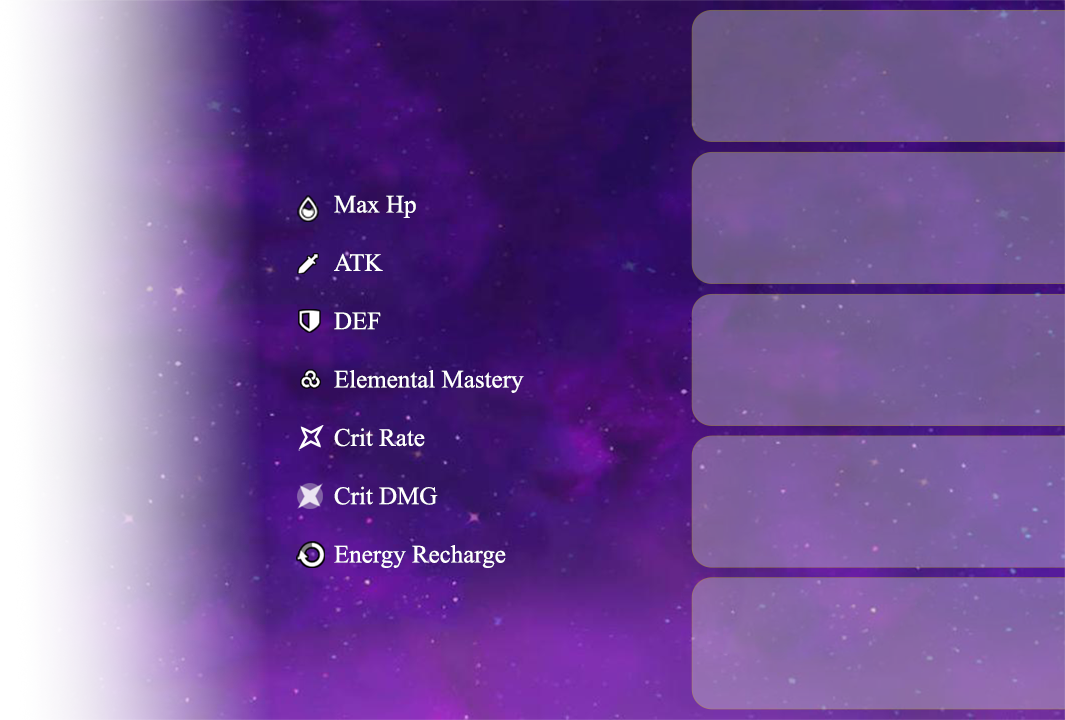 Max Hp
ATK
DEF
Elemental Mastery
Crit Rate
Crit DMG
Energy Recharge